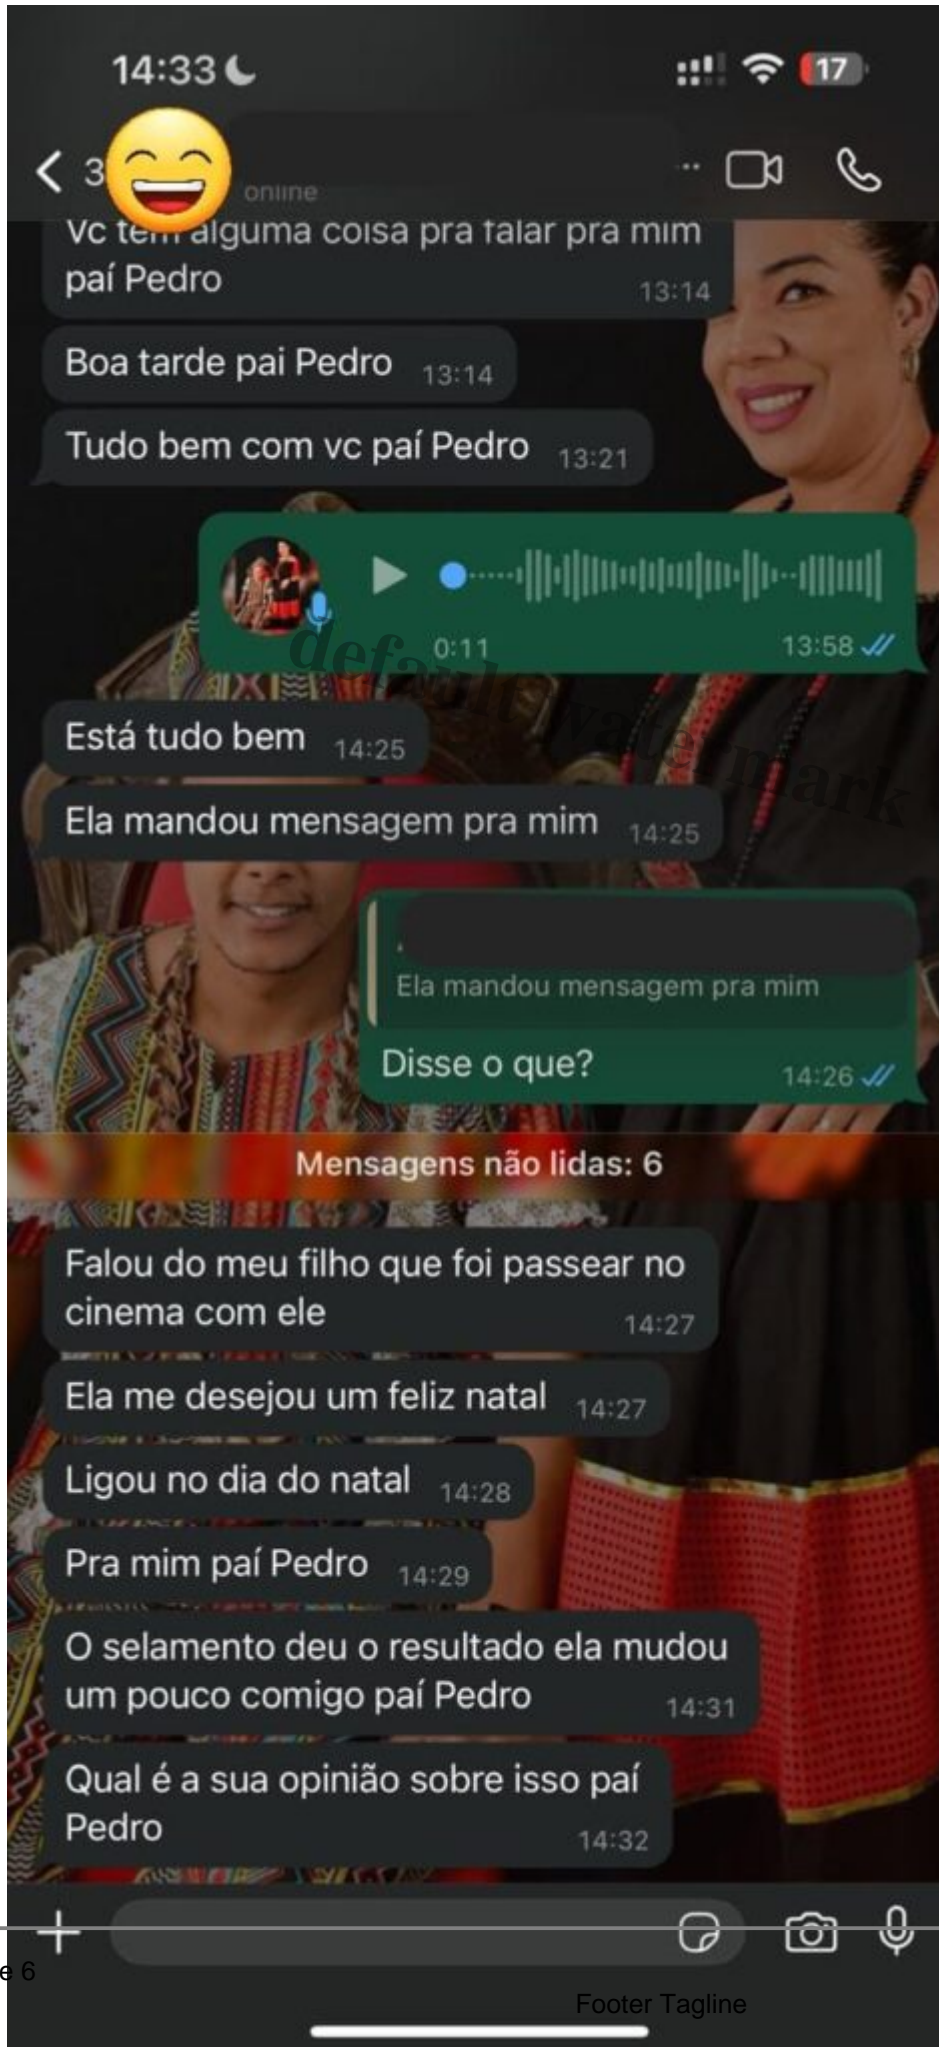 14:33
17
3
online
Vc tem alguma coisa pra falar pra mim
paí Pedro
13:14
Boa tarde pai Pedro 13:14
Tudo bem com vc paí Pedro 13:21
0:11 13:58
default watermark
Está tudo bem 14:25
Ela mandou mensagem pra mim 14:25
Ela mandou mensagem pra mim
Disse o que? 14:26
Mensagens não lidas: 6
Falou do meu filho que foi passear no
cinema com ele 14:27
Ela me desejou um feliz natal 14:27
Ligou no dia do natal 14:28
Pra mim paí Pedro 14:29
O selamento deu o resultado ela mudou
um pouco comigo paí Pedro 14:31
Qual é a sua opinião sobre isso paí
Pedro 14:32
e 6
Footer Tagline